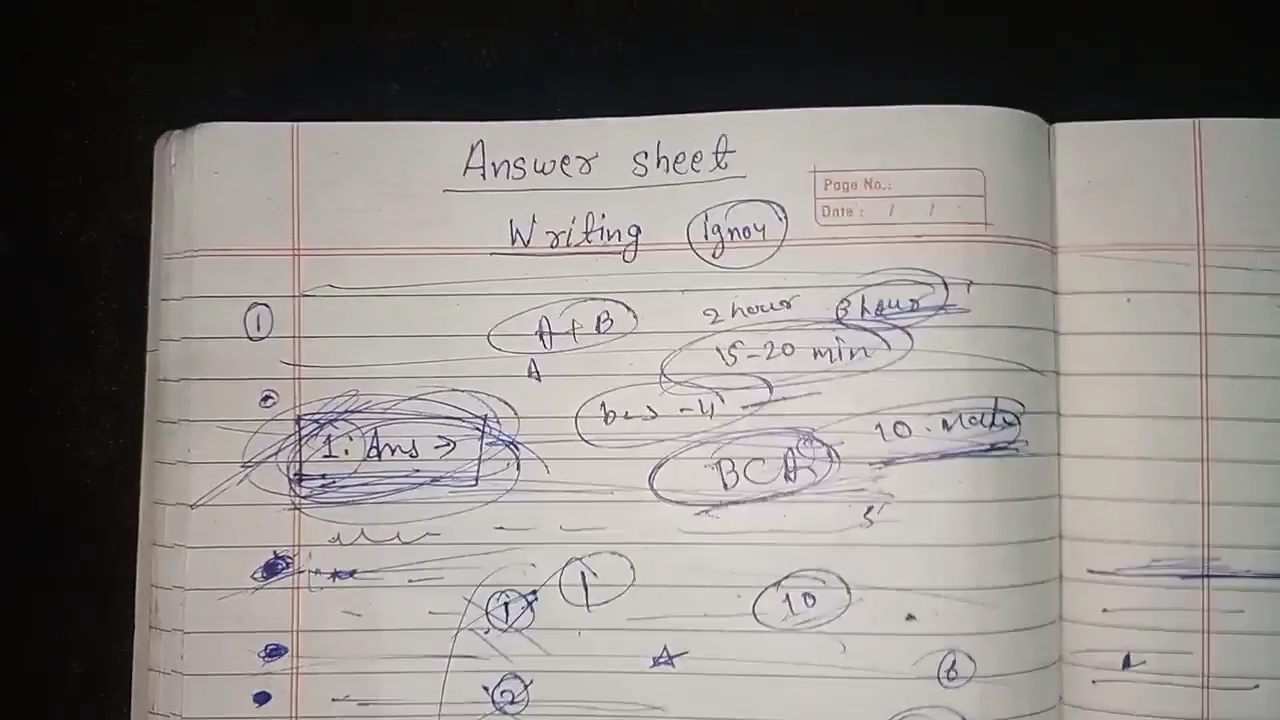 Answer sheet
Page No.:
Date : / /
Writing Ignou
1 A+B 2 hour 3 hour
15-20 min
A
1. Ans ⇒ 10. Marks
BCA
5
1
1 10
6
2